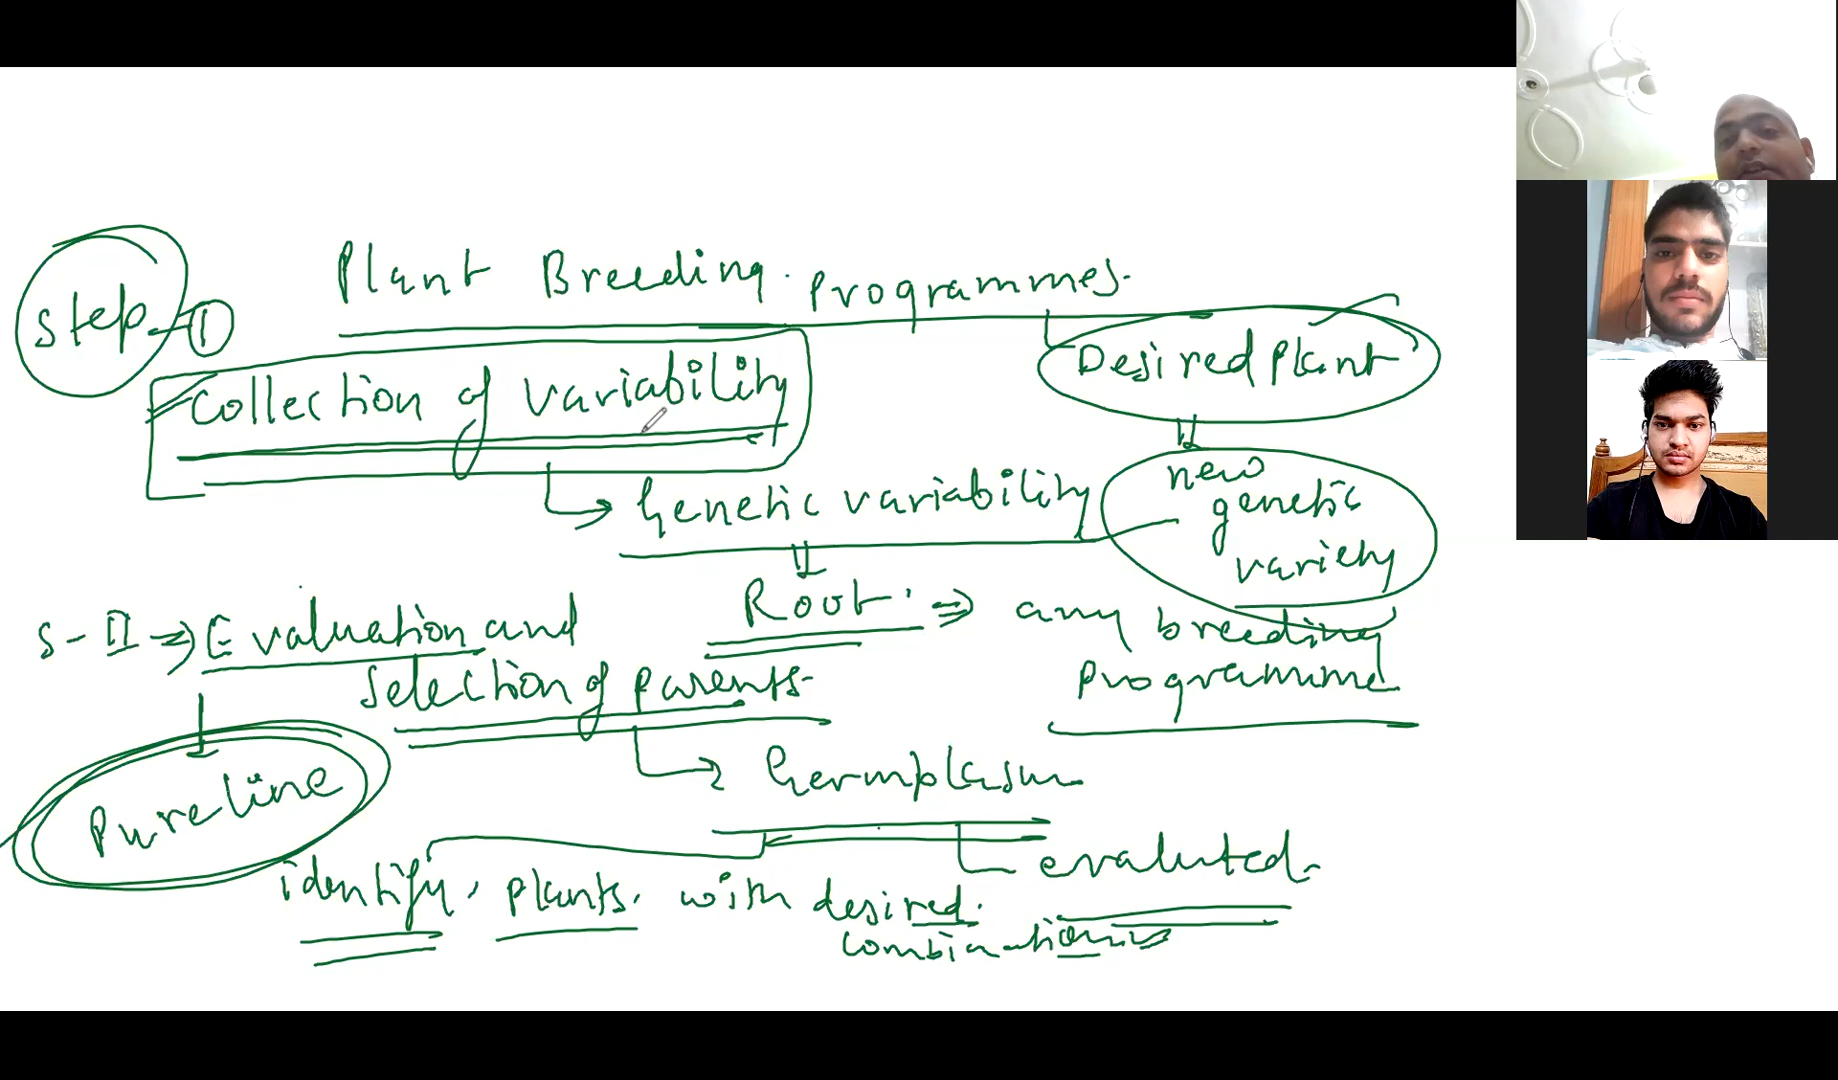 Plant Breeding Programmes.
Step-1
Desired Plant
Collection of variability
new
genetic
variety
Genetic variability
Root. ⇒ any breeding
Programme
S-II ⇒ Evaluation and
Selection of parents.
Pureline
Germplasm
evaluted.
identify, plants. with desired.
combinations